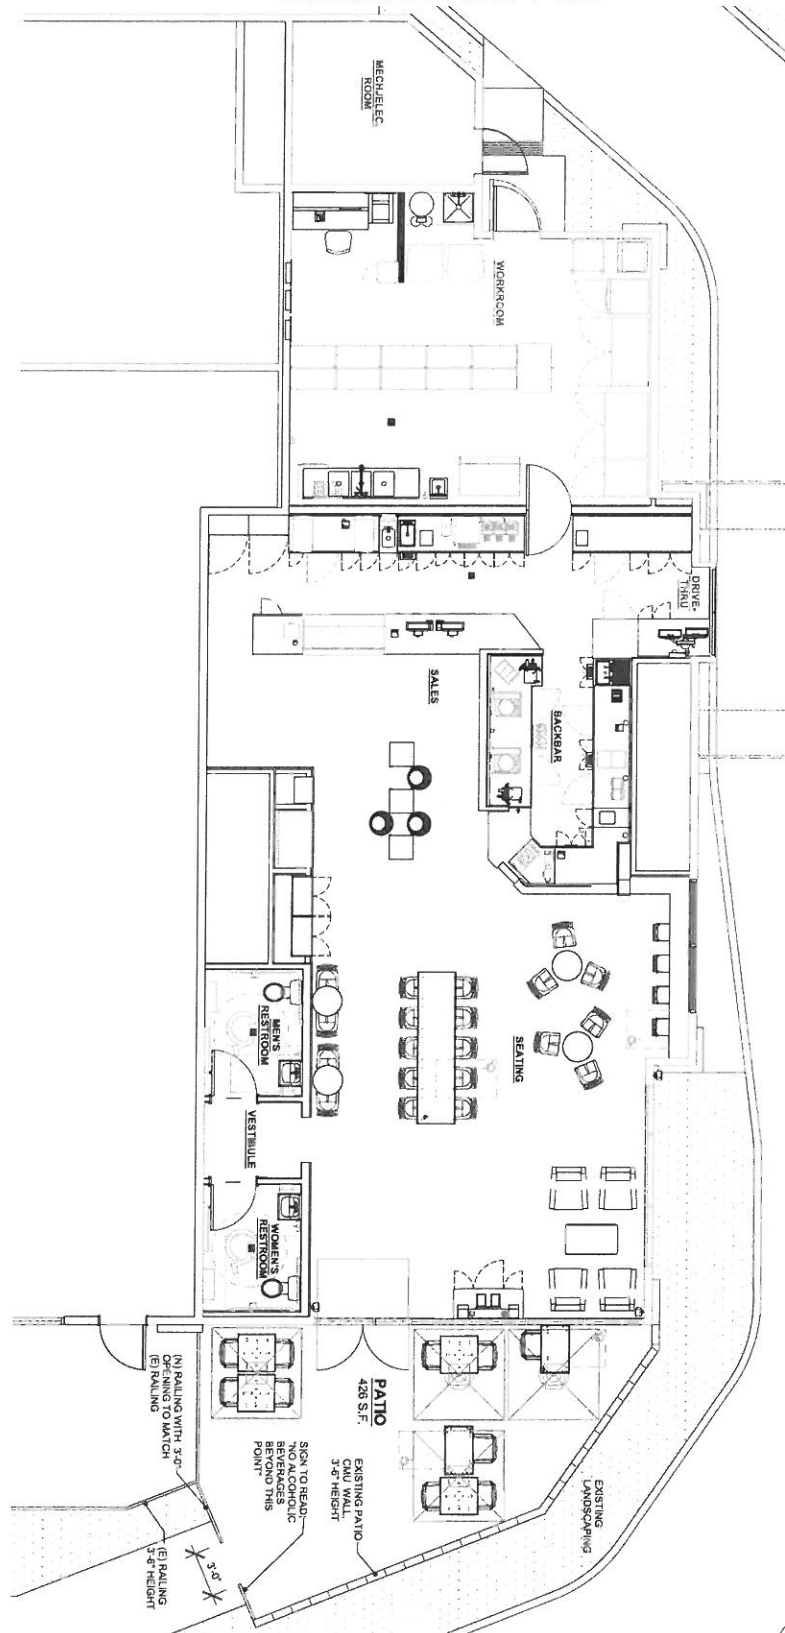 MECH./ELEC.
ROOM
WORKROOM
DRIVE-
THRU
SALES
BACKBAR
SEATING
MEN'S
RESTROOM
VESTIBULE
WOMEN'S
RESTROOM
PATIO
426 S.F.
(N) RAILING WITH 3'-0"
OPENING TO MATCH
(E) RAILING
SIGN TO READ:
"NO ALCOHOLIC
BEVERAGES
BEYOND THIS
POINT"
EXISTING PATIO
CMU WALL,
3'-6" HEIGHT
EXISTING
LANDSCAPING
3'-0"
(E) RAILING
3'-6" HEIGHT